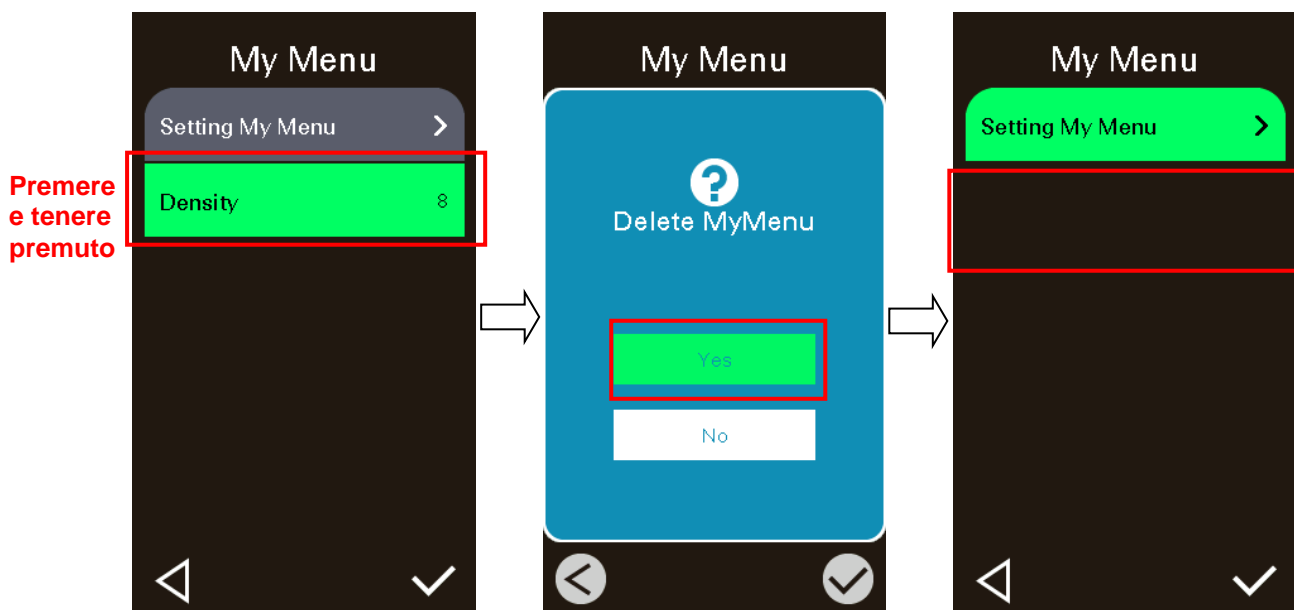 My Menu
Setting My Menu
Density 8
Premere
e tenere
premuto
My Menu
Delete MyMenu
Yes
No
My Menu
Setting My Menu